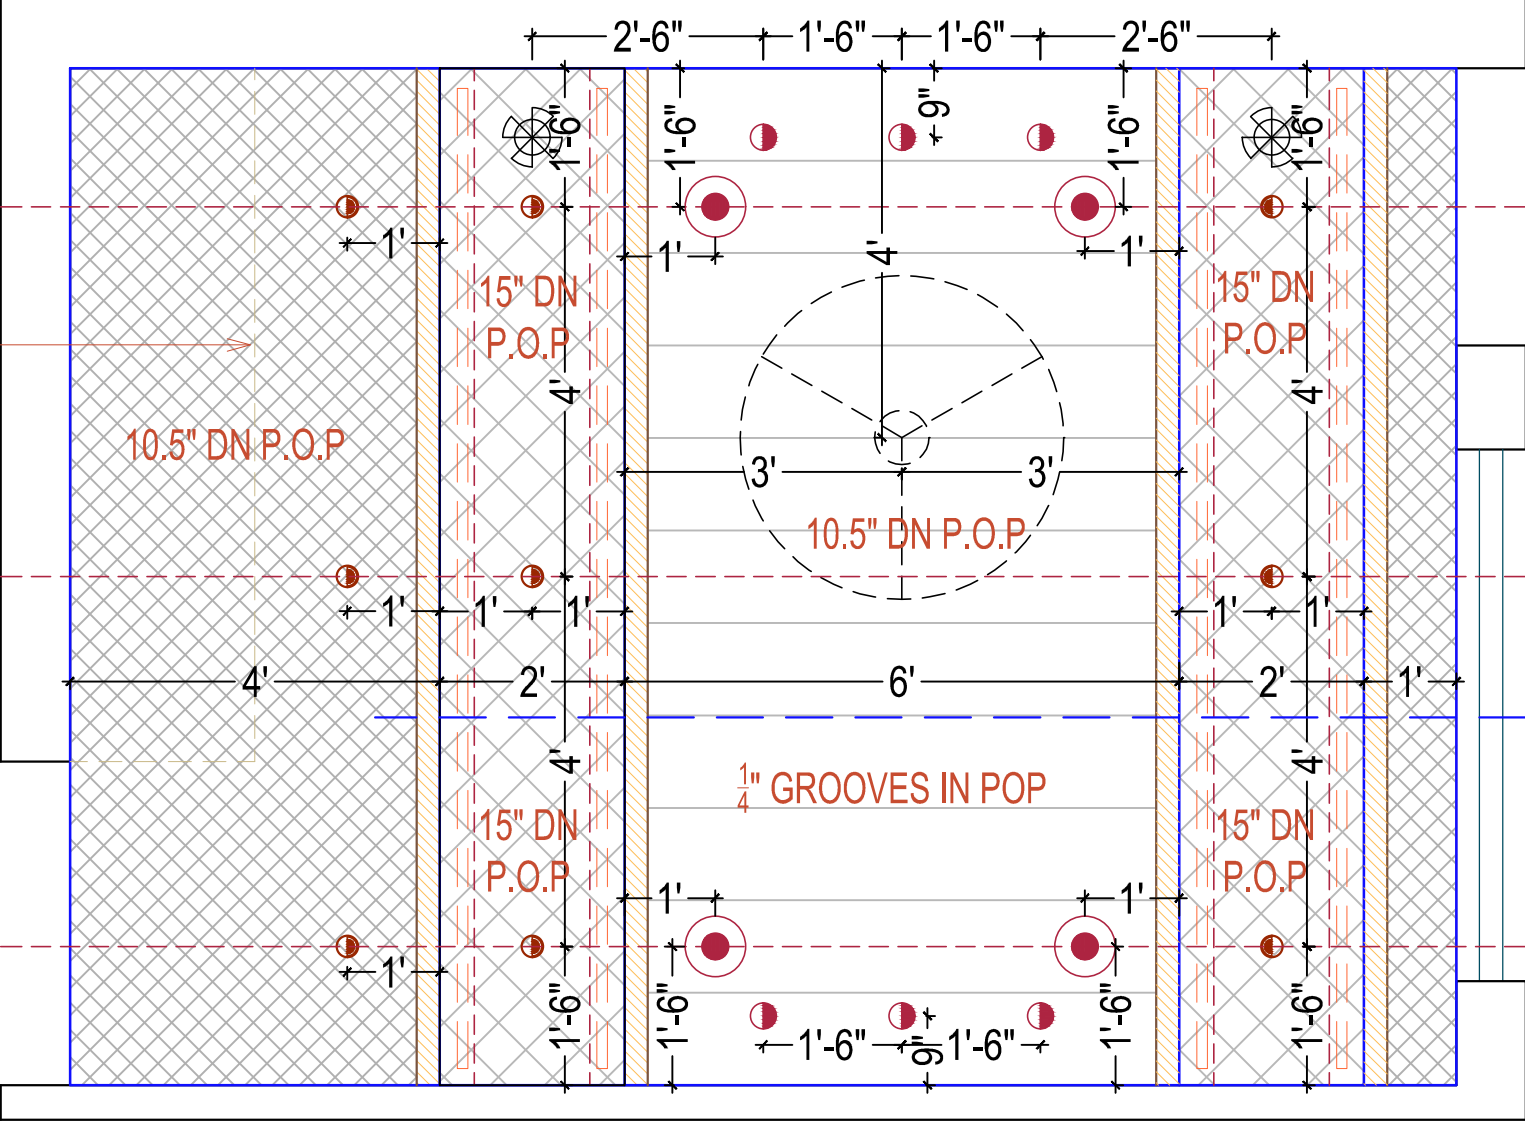 2'-6" 1'-6" 1'-6" 2'-6"
1'-6" 1'-6" 9" 1'-6" 1'-6"
1' 1' 4' 1'
15" DN
P.O.P
15" DN
P.O.P
4' 4'
10.5" DN P.O.P
3' 3'
10.5" DN P.O.P
1' 1' 1' 1' 1'
4' 2' 6' 2' 1'
4' 4'
1/4" GROOVES IN POP
15" DN
P.O.P
15" DN
P.O.P
1' 1'
1'
1'-6" 1'-6" 1'-6" 1'-6"
1'-6" 9" 1'-6"